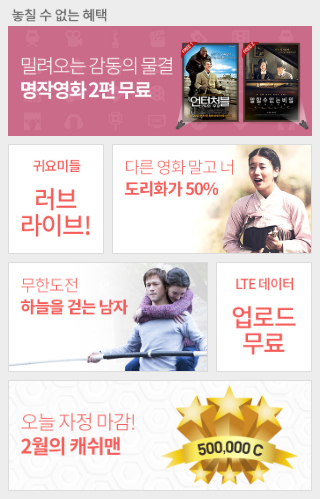 놓칠 수 없는 혜택
밀려오는 감동의 물결
명작영화 2편 무료
FREE
언터처블
FREE
말할 수 없는 비밀
귀요미들
러브
라이브!
다른 영화 말고 너
도리화가 50%
무한도전
하늘을 걷는 남자
LTE 데이터
업로드
무료
오늘 자정 마감!
2월의 캐쉬맨
500,000 C